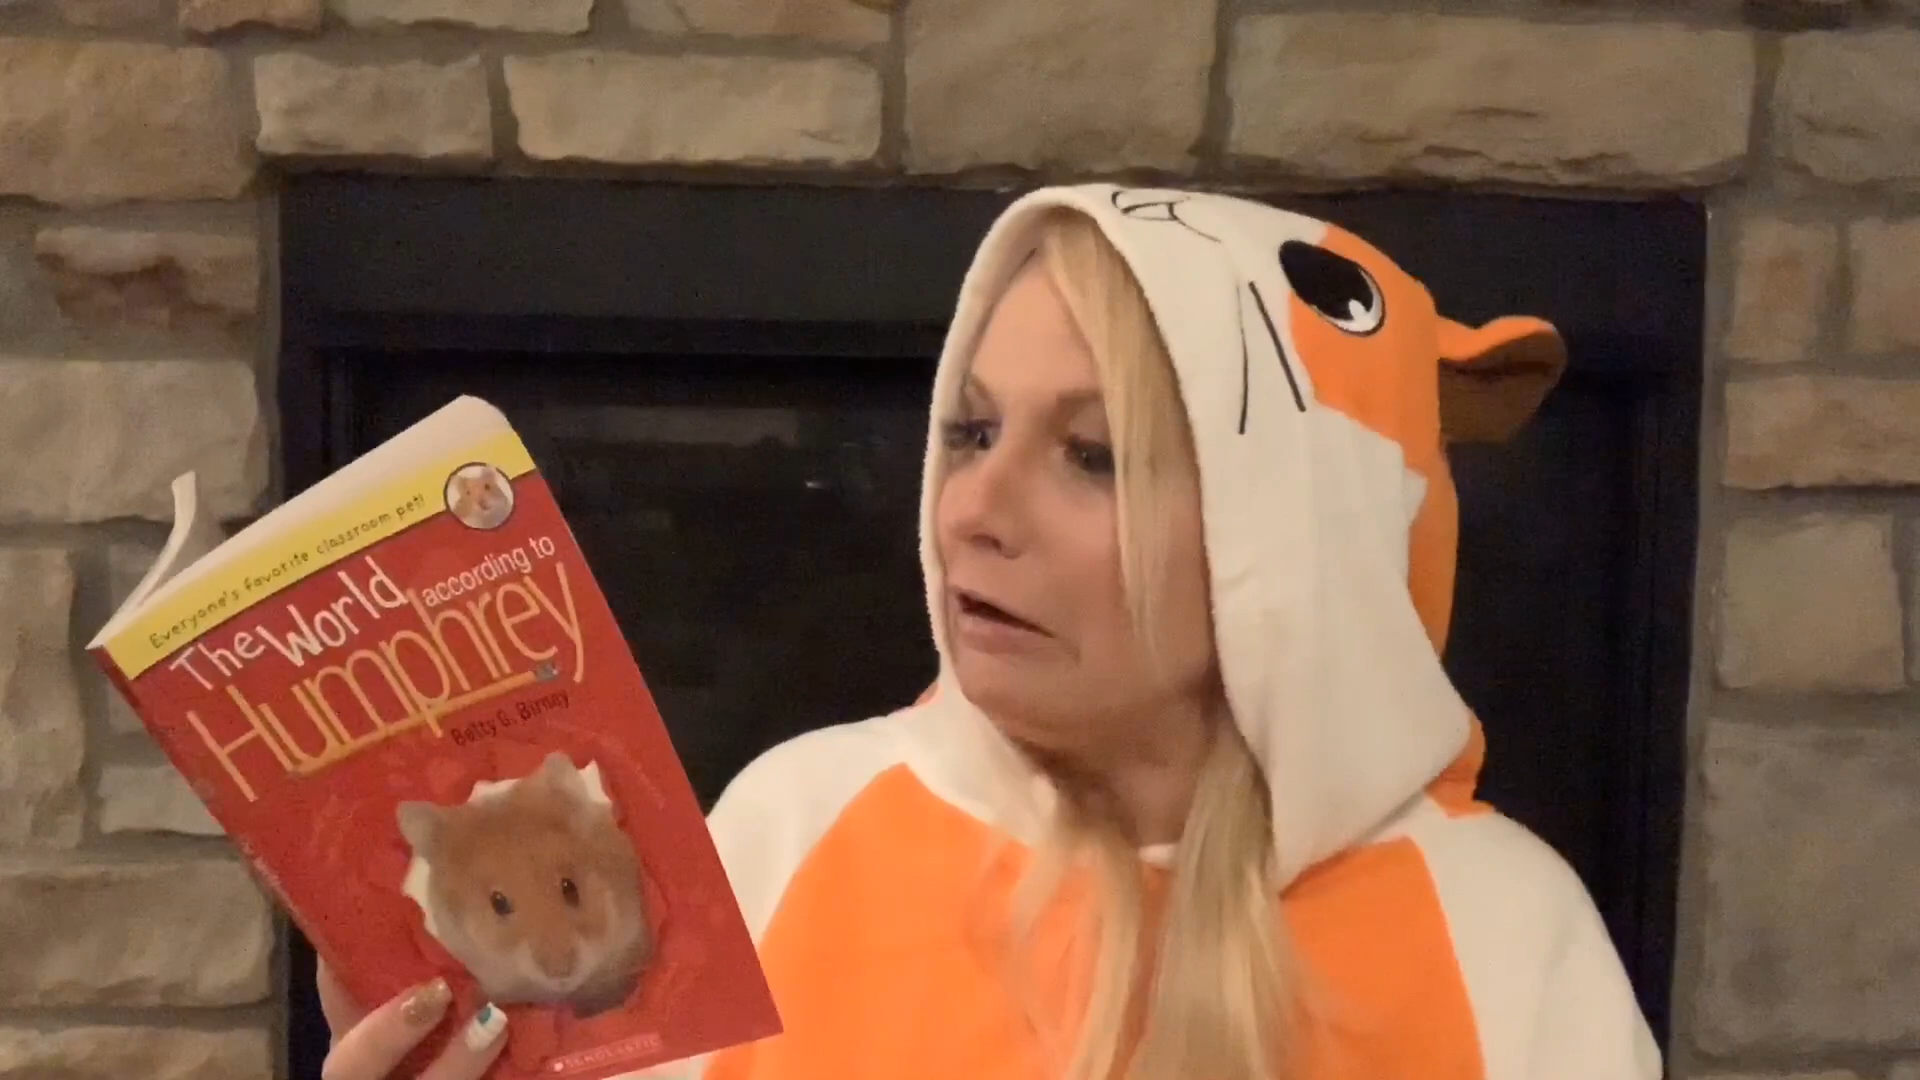 Everyone's favorite classroom pet!
The World according to
Humphrey
Betty G. Birney
SCHOLASTIC